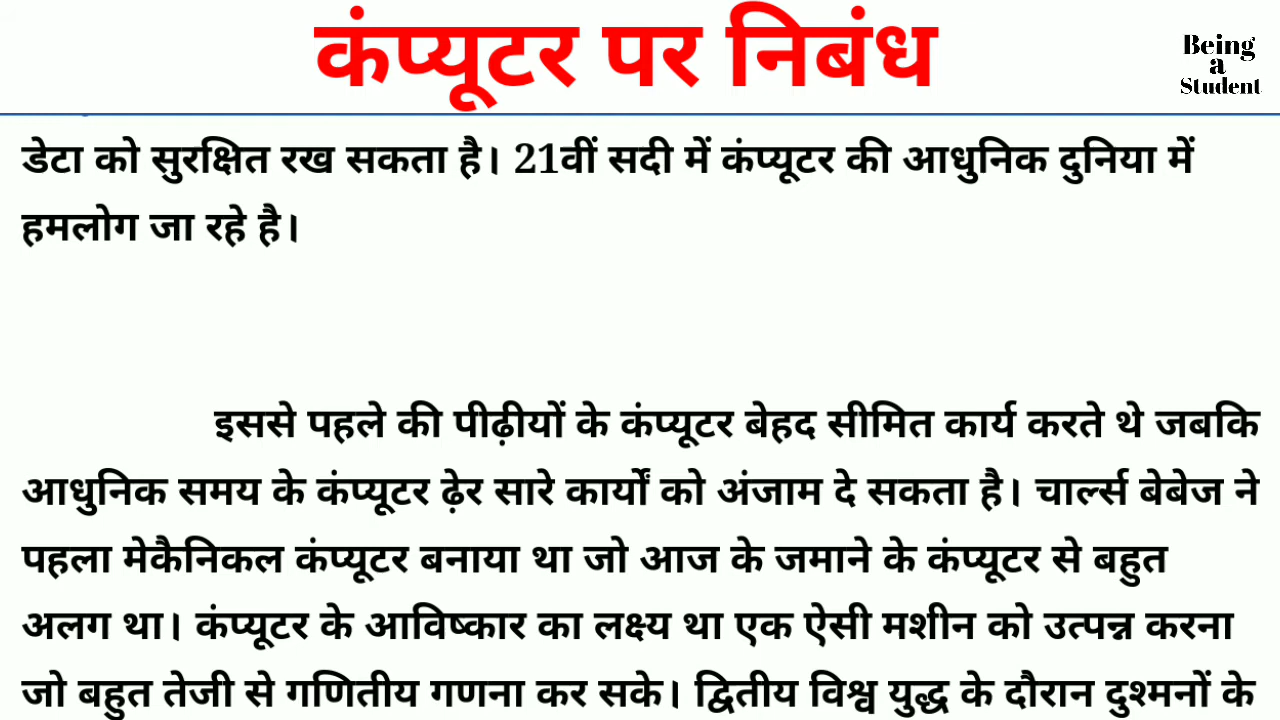 कंप्यूटर पर निबंध
Being
a
Student
डेटा को सुरक्षित रख सकता है। 21वीं सदी में कंप्यूटर की आधुनिक दुनिया में
हमलोग जा रहे है।
इससे पहले की पीढ़ीयों के कंप्यूटर बेहद सीमित कार्य करते थे जबकि
आधुनिक समय के कंप्यूटर ढ़ेर सारे कार्यों को अंजाम दे सकता है। चार्ल्स बेबेज ने
पहला मेकैनिकल कंप्यूटर बनाया था जो आज के जमाने के कंप्यूटर से बहुत
अलग था। कंप्यूटर के आविष्कार का लक्ष्य था एक ऐसी मशीन को उत्पन्न करना
जो बहुत तेजी से गणितीय गणना कर सके। द्वितीय विश्व युद्ध के दौरान दुश्मनों के